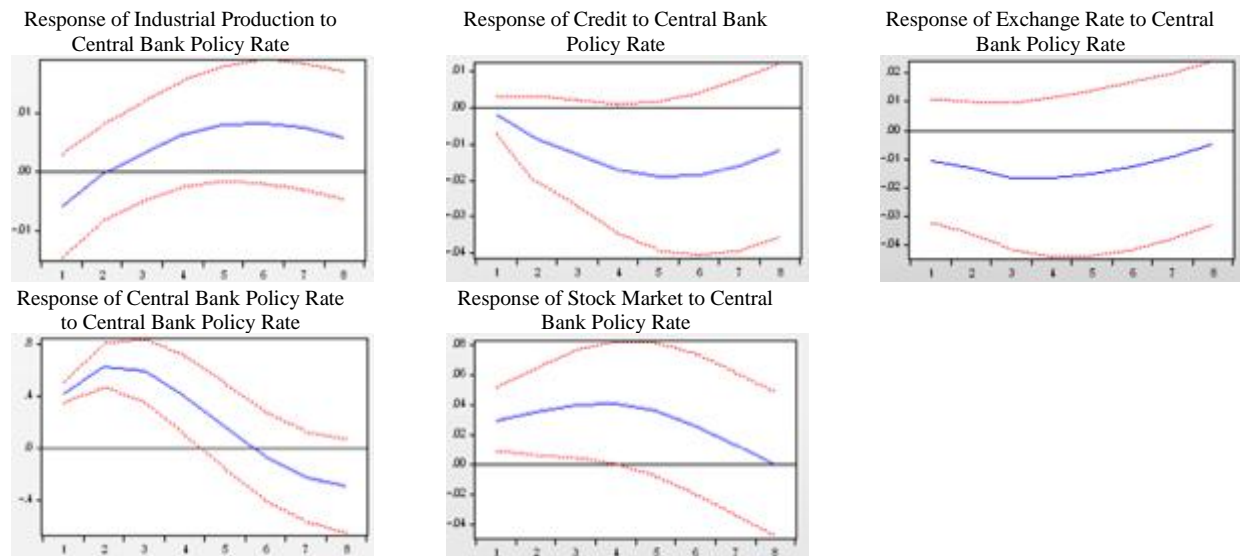 Response of Industrial Production to
Central Bank Policy Rate
.01
.00
-.01
1 2 3 4 5 6 7 8
Response of Credit to Central Bank
Policy Rate
.01
.00
-.01
-.02
-.03
-.04
1 2 3 4 5 6 7 8
Response of Exchange Rate to Central
Bank Policy Rate
.02
.01
.00
-.01
-.02
-.03
-.04
1 2 3 4 5 6 7 8
Response of Central Bank Policy Rate
to Central Bank Policy Rate
.8
.4
.0
-.4
1 2 3 4 5 6 7 8
Response of Stock Market to Central
Bank Policy Rate
.08
.06
.04
.02
.00
-.02
-.04
1 2 3 4 5 6 7 8